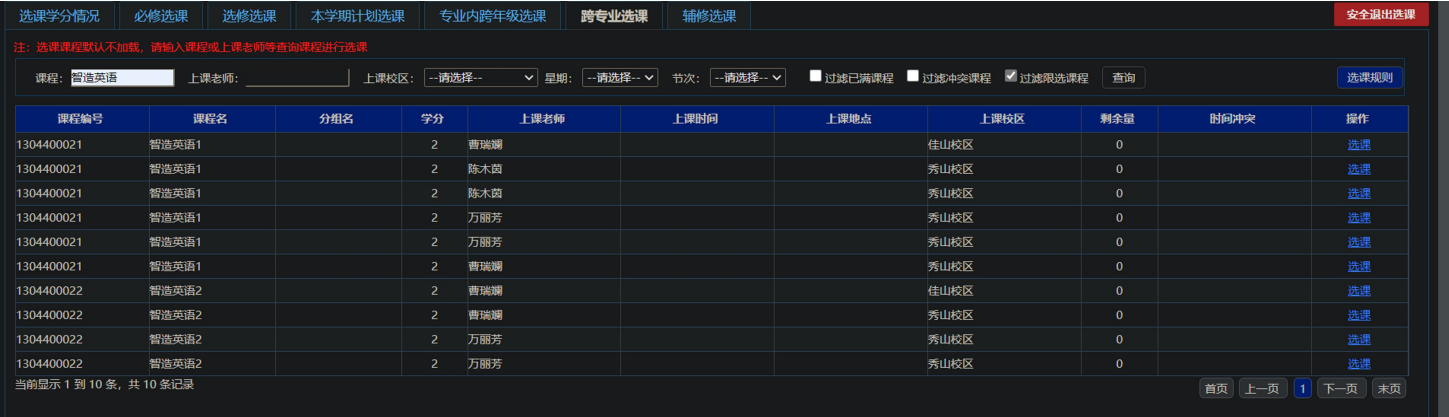 选课学分情况 必修选课 选修选课 本学期计划选课 专业内跨年级选课 跨专业选课 辅修选课 安全退出选课
注：选课课程默认不加载，请输入课程或上课老师等查询课程进行选课
课程：智造英语 上课老师： 上课校区：--请选择-- 星期：--请选择-- 节次：--请选择-- 过滤已满课程 过滤冲突课程 过滤限选课程 查询 选课规则
课程编号 课程名 分组名 学分 上课老师 上课时间 上课地点 上课校区 剩余量 时间冲突 操作
1304400021 智造英语1 2 曹瑞斓 佳山校区 0 选课
1304400021 智造英语1 2 陈木茵 秀山校区 0 选课
1304400021 智造英语1 2 陈木茵 秀山校区 0 选课
1304400021 智造英语1 2 万丽芳 秀山校区 0 选课
1304400021 智造英语1 2 万丽芳 秀山校区 0 选课
1304400021 智造英语1 2 曹瑞斓 秀山校区 0 选课
1304400022 智造英语2 2 曹瑞斓 佳山校区 0 选课
1304400022 智造英语2 2 曹瑞斓 秀山校区 0 选课
1304400022 智造英语2 2 万丽芳 秀山校区 0 选课
1304400022 智造英语2 2 万丽芳 秀山校区 0 选课
当前显示 1 到 10 条，共 10 条记录 首页 上一页 1 下一页 末页